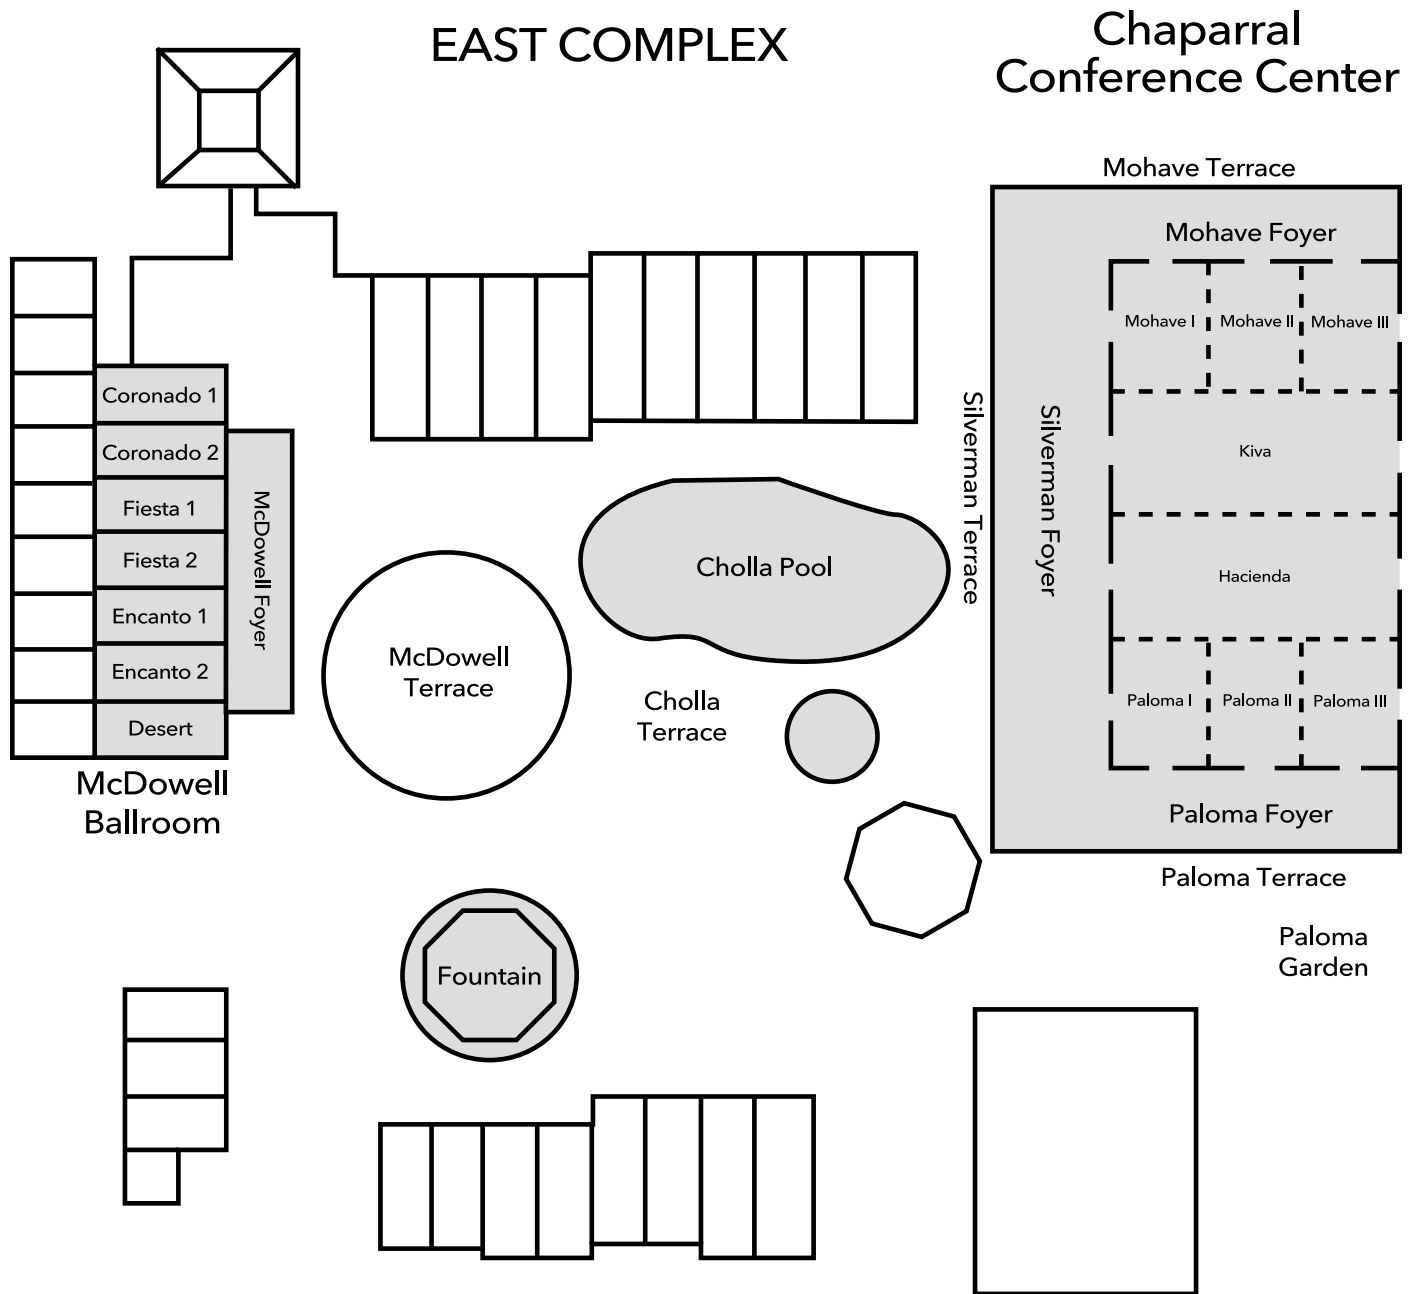 EAST COMPLEX
Chaparral
Conference Center
Mohave Terrace
Mohave Foyer
Mohave I
Mohave II
Mohave III
Silverman Terrace
Silverman Foyer
Kiva
Hacienda
Paloma I
Paloma II
Paloma III
Paloma Foyer
Paloma Terrace
Paloma
Garden
Coronado 1
Coronado 2
Fiesta 1
Fiesta 2
Encanto 1
Encanto 2
Desert
McDowell Foyer
McDowell
Ballroom
McDowell
Terrace
Cholla Pool
Cholla
Terrace
Fountain